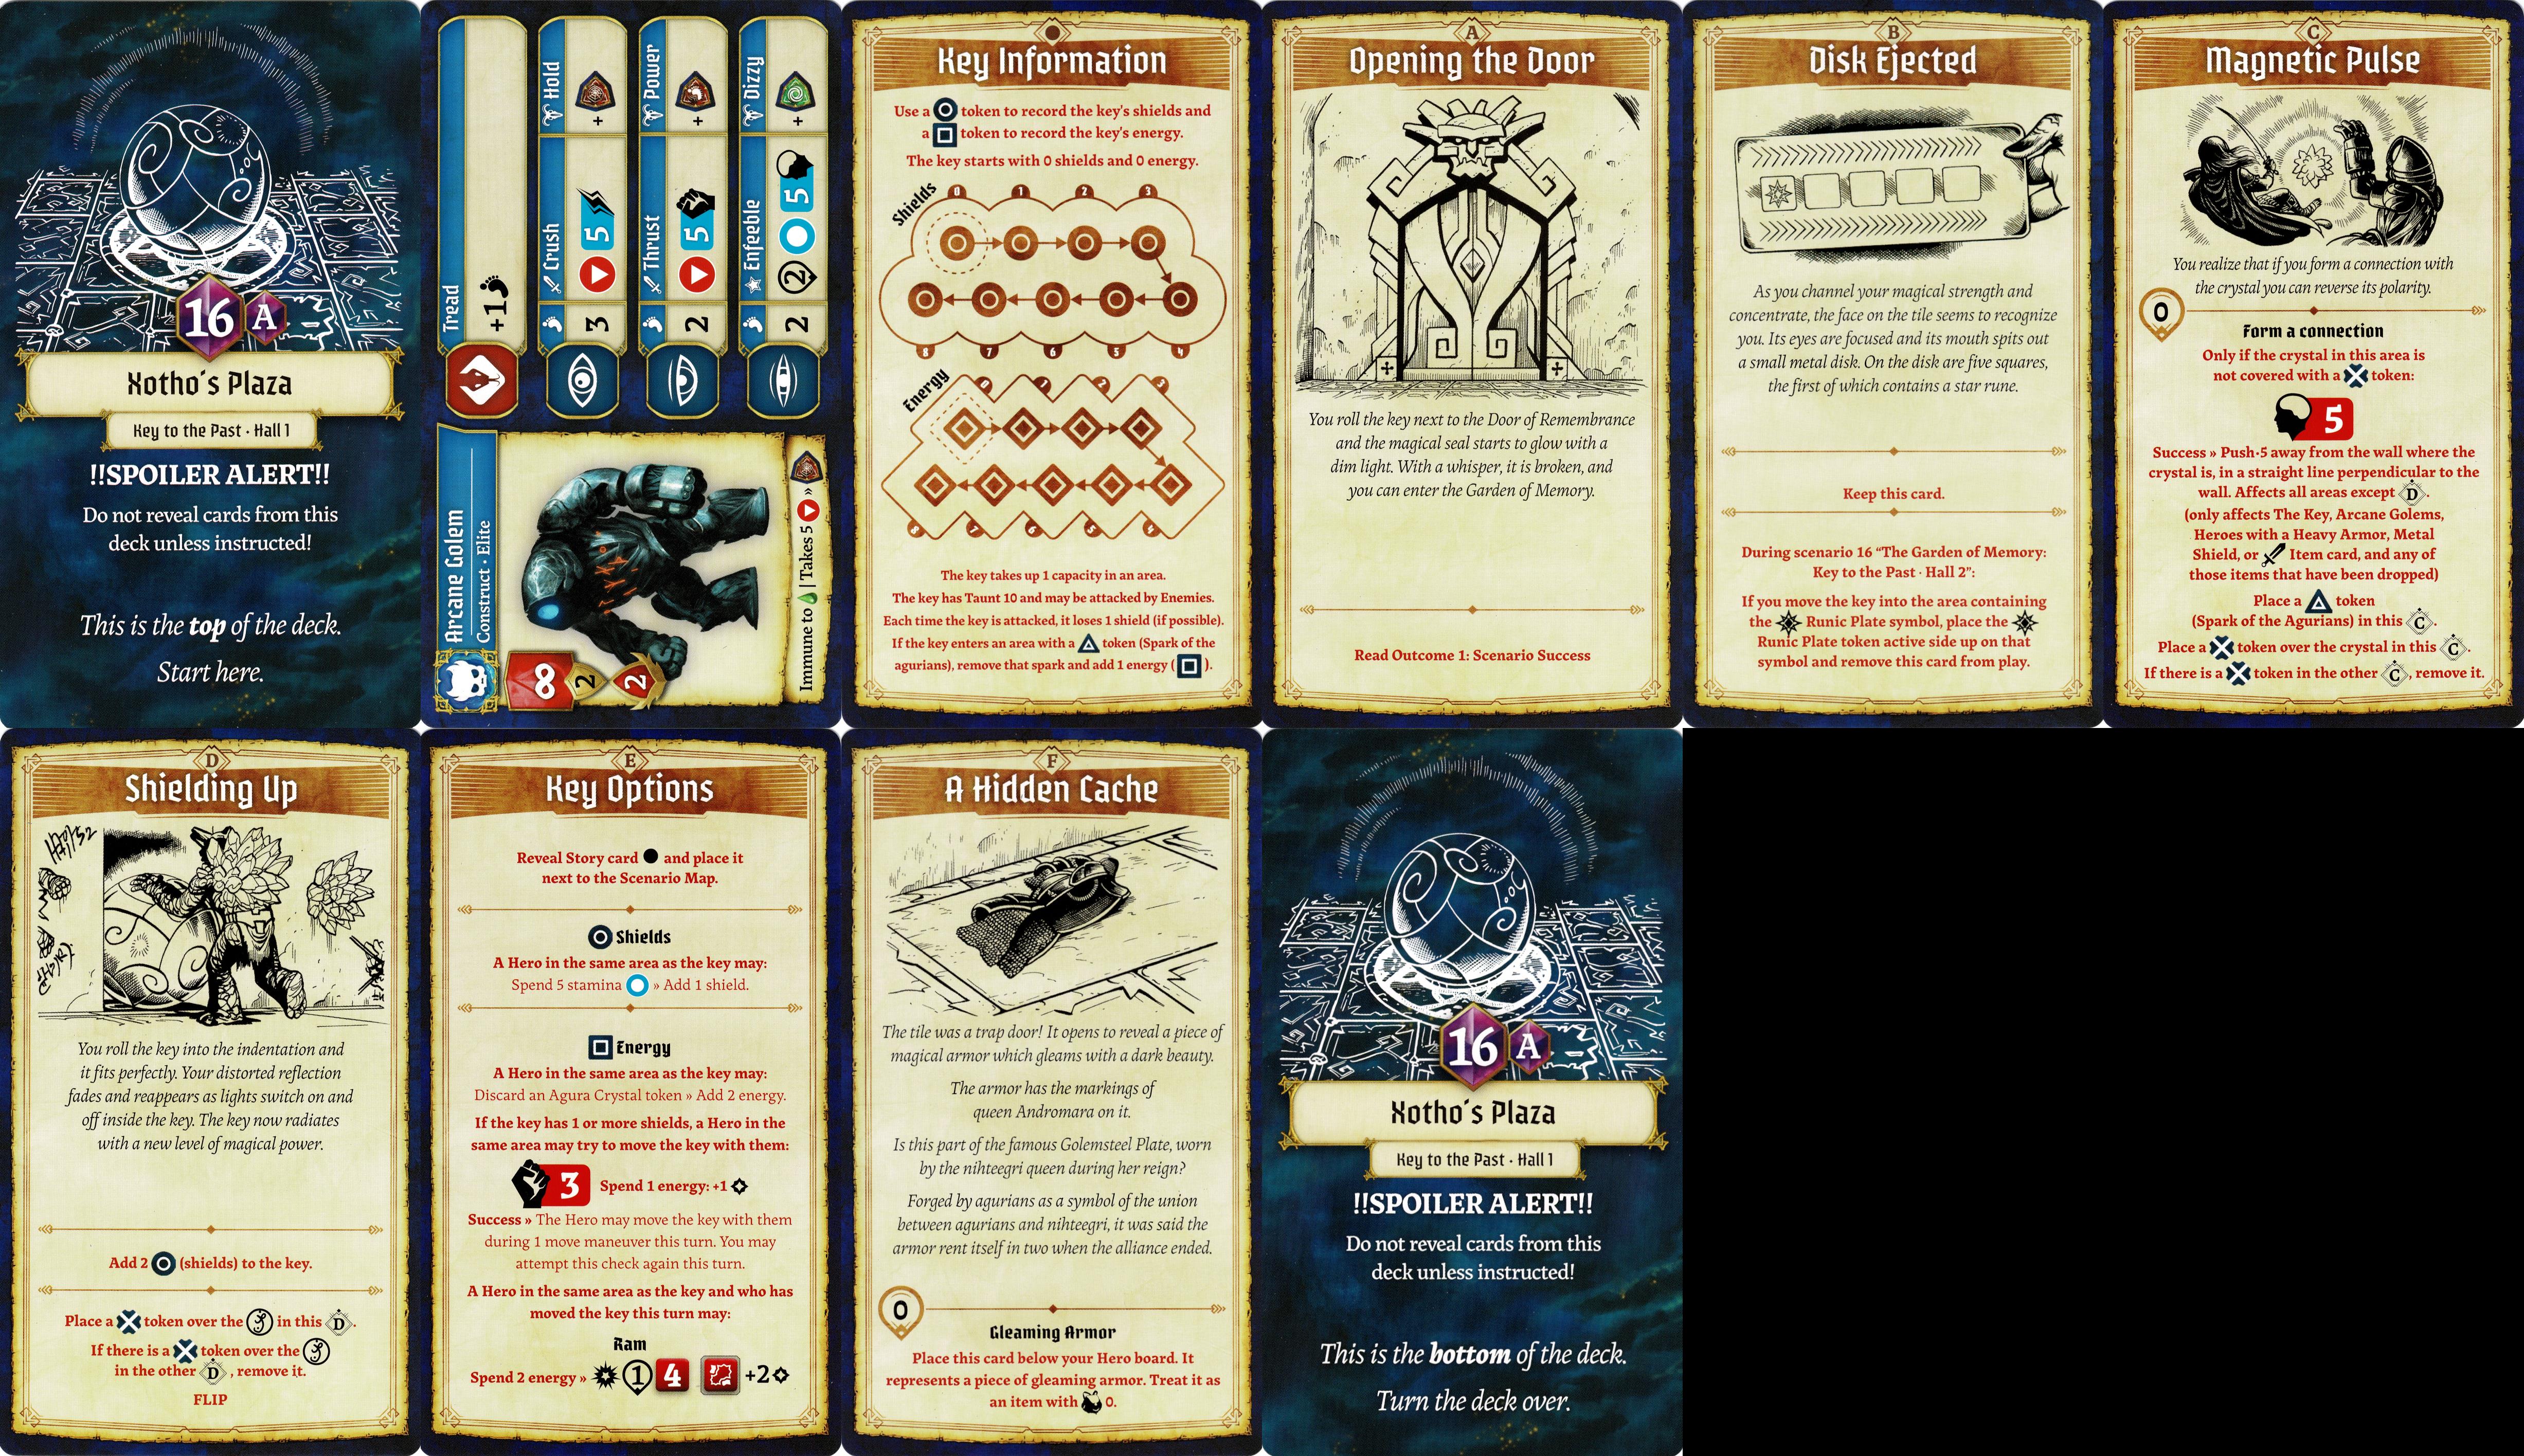 Xotho's Plaza
Key to the Past · Hall 1
16 A
!!SPOILER ALERT!!
Do not reveal cards from this
deck unless instructed!
This is the top of the deck.
Start here.
Arcane Golem
Construct · Elite
8
2
2
Immune to | Takes 5 »
Tread
+1
Crush
Hold
3
5
+
Thrust
Power
2
5
+
Enfeeble
Dizzy
2
2
5
+
Key Information
Use a token to record the key's shields and
a token to record the key's energy.
The key starts with 0 shields and 0 energy.
Shields
0
1
2
3
8
7
6
5
4
Energy
0
1
2
3
8
7
6
5
4
The key takes up 1 capacity in an area.
The key has Taunt 10 and may be attacked by Enemies.
Each time the key is attacked, it loses 1 shield (if possible).
If the key enters an area with a token (Spark of the
agurians), remove that spark and add 1 energy ( ).
A
Opening the Door
You roll the key next to the Door of Remembrance
and the magical seal starts to glow with a
dim light. With a whisper, it is broken, and
you can enter the Garden of Memory.
Read Outcome 1: Scenario Success
B
Disk Ejected
As you channel your magical strength and
concentrate, the face on the tile seems to recognize
you. Its eyes are focused and its mouth spits out
a small metal disk. On the disk are five squares,
the first of which contains a star rune.
Keep this card.
During scenario 16 "The Garden of Memory:
Key to the Past · Hall 2":
If you move the key into the area containing
the Runic Plate symbol, place the
Runic Plate token active side up on that
symbol and remove this card from play.
C
Magnetic Pulse
You realize that if you form a connection with
the crystal you can reverse its polarity.
0
Form a connection
Only if the crystal in this area is
not covered with a token:
5
Success » Push·5 away from the wall where the
crystal is, in a straight line perpendicular to the
wall. Affects all areas except D.
(only affects The Key, Arcane Golems,
Heroes with a Heavy Armor, Metal
Shield, or Item card, and any of
those items that have been dropped)
Place a token
(Spark of the Agurians) in this C.
Place a token over the crystal in this C.
If there is a token in the other C, remove it.
D
Shielding Up
You roll the key into the indentation and
it fits perfectly. Your distorted reflection
fades and reappears as lights switch on and
off inside the key. The key now radiates
with a new level of magical power.
Add 2 (shields) to the key.
Place a token over the in this D.
If there is a token over the
in the other D, remove it.
FLIP
E
Key Options
Reveal Story card and place it
next to the Scenario Map.
Shields
A Hero in the same area as the key may:
Spend 5 stamina » Add 1 shield.
Energy
A Hero in the same area as the key may:
Discard an Agura Crystal token » Add 2 energy.
If the key has 1 or more shields, a Hero in the
same area may try to move the key with them:
3 Spend 1 energy: +1
Success » The Hero may move the key with them
during 1 move maneuver this turn. You may
attempt this check again this turn.
A Hero in the same area as the key and who has
moved the key this turn may:
Ram
Spend 2 energy » 1 4 +2
F
A Hidden Cache
The tile was a trap door! It opens to reveal a piece of
magical armor which gleams with a dark beauty.
The armor has the markings of
queen Andromara on it.
Is this part of the famous Golemsteel Plate, worn
by the nihteegri queen during her reign?
Forged by agurians as a symbol of the union
between agurians and nihteegri, it was said the
armor rent itself in two when the alliance ended.
0
Gleaming Armor
Place this card below your Hero board. It
represents a piece of gleaming armor. Treat it as
an item with 0.
Xotho's Plaza
Key to the Past · Hall 1
16 A
!!SPOILER ALERT!!
Do not reveal cards from this
deck unless instructed!
This is the bottom of the deck.
Turn the deck over.